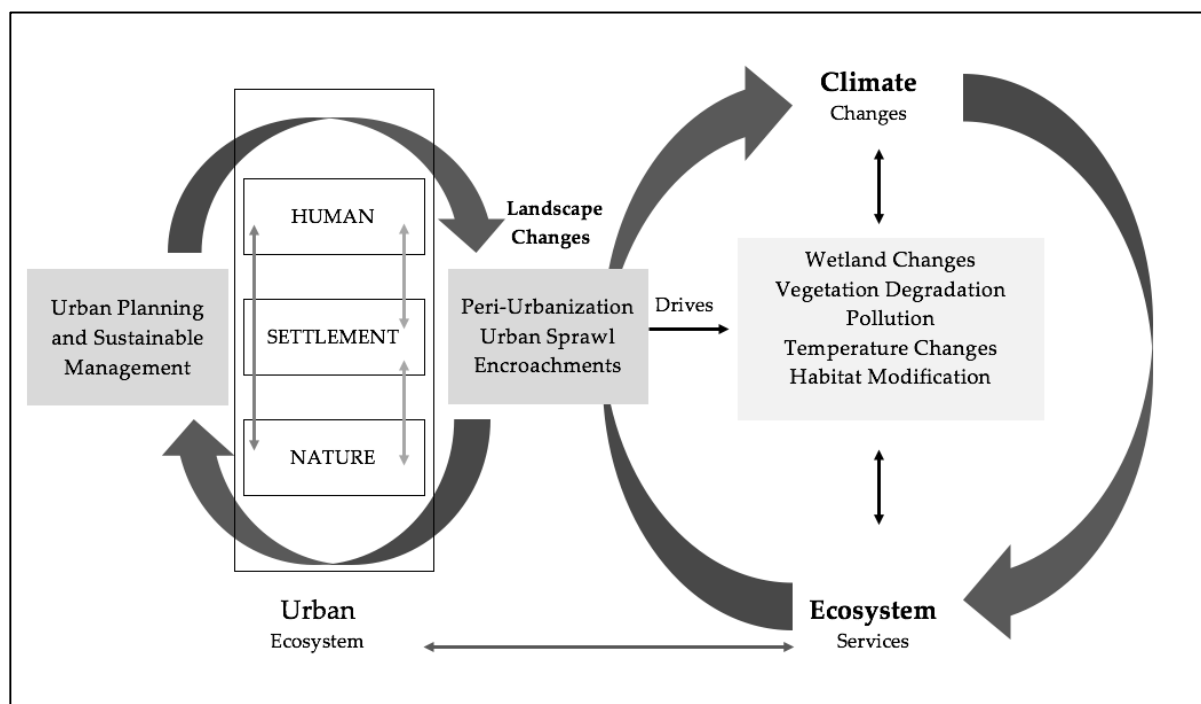 Climate
Changes
HUMAN
Landscape
Changes
Urban Planning
and Sustainable
Management
SETTLEMENT
Peri-Urbanization
Urban Sprawl
Encroachments
Drives
Wetland Changes
Vegetation Degradation
Pollution
Temperature Changes
Habitat Modification
NATURE
Urban
Ecosystem
Ecosystem
Services